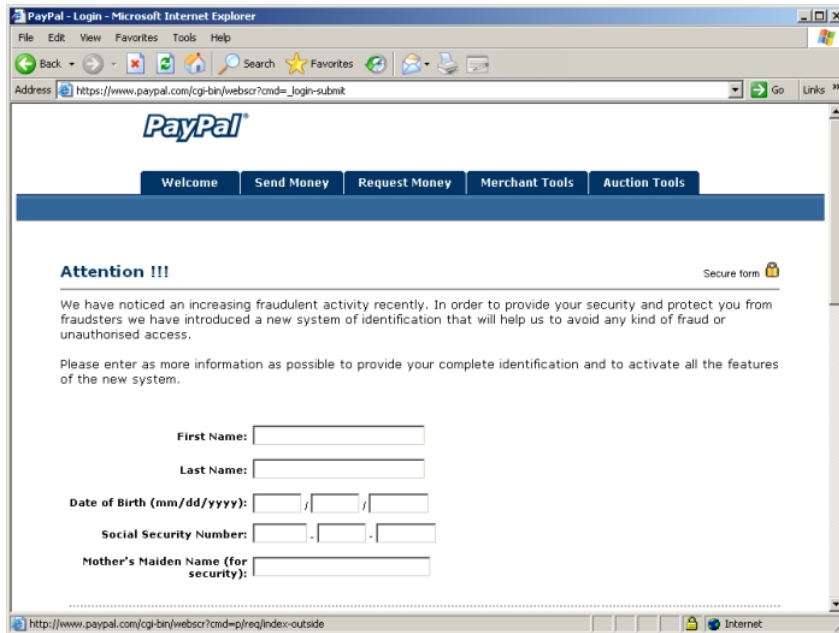 PayPal - Login - Microsoft Internet Explorer
File Edit View Favorites Tools Help
Back Search Favorites
Address https://www.paypal.com/cgi-bin/webscr?cmd=_login-submit Go Links »
PayPal®
Welcome Send Money Request Money Merchant Tools Auction Tools
Attention !!! Secure form
We have noticed an increasing fraudulent activity recently. In order to provide your security and protect you from
fraudsters we have introduced a new system of identification that will help us to avoid any kind of fraud or
unauthorised access.
Please enter as more information as possible to provide your complete identification and to activate all the features
of the new system.
First Name:
Last Name:
Date of Birth (mm/dd/yyyy): / /
Social Security Number: . .
Mother's Maiden Name (for
security):
http://www.paypal.com/cgi-bin/webscr?cmd=p/req/index-outside Internet